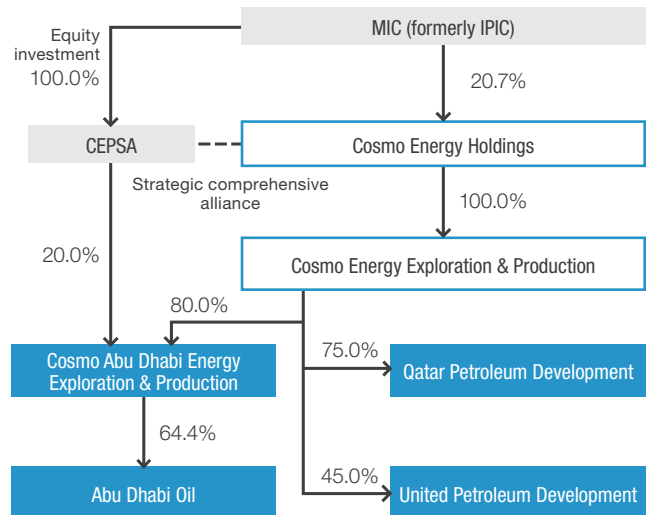 MIC (formerly IPIC)
Equity
investment
100.0%
20.7%
CEPSA
Cosmo Energy Holdings
Strategic comprehensive
alliance
100.0%
20.0%
Cosmo Energy Exploration & Production
80.0%
Cosmo Abu Dhabi Energy
Exploration & Production
75.0%
Qatar Petroleum Development
64.4%
Abu Dhabi Oil
45.0%
United Petroleum Development